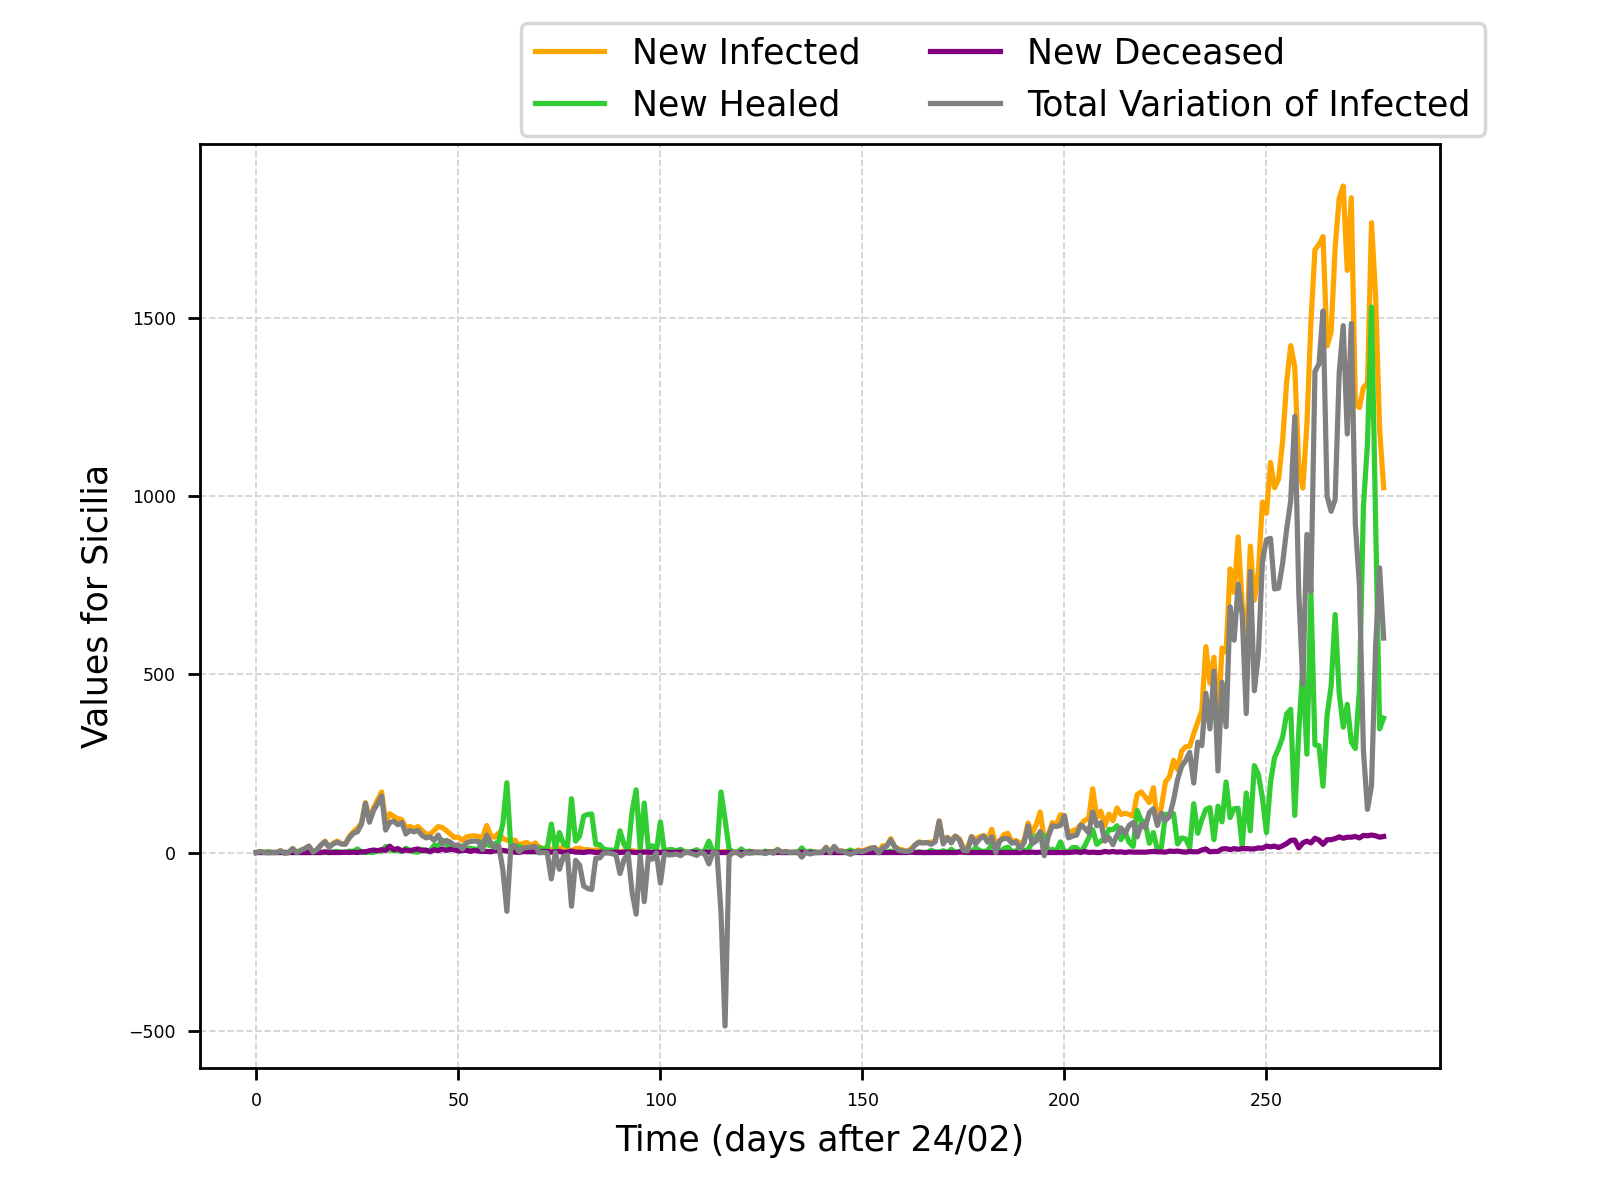 New Infected
New Healed
New Deceased
Total Variation of Infected
Values for Sicilia
1500
1000
500
0
−500
0 50 100 150 200 250
Time (days after 24/02)